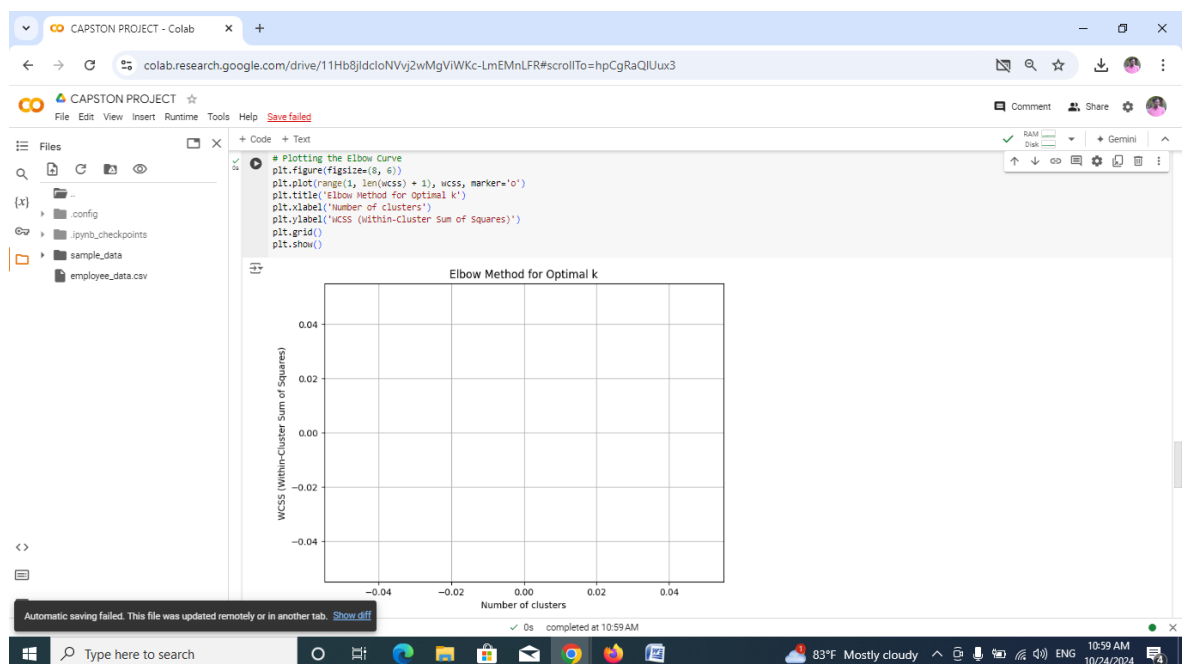 CAPSTON PROJECT - Colab
colab.research.google.com/drive/11Hb8jIdcIoNVvj2wMgViWKc-LmEMnLFR#scrollTo=hpCgRaQlUux3
CO CAPSTON PROJECT
File Edit View Insert Runtime Tools Help Save failed
Comment Share
Files
+ Code + Text
RAM
Disk
Gemini
..
.config
.ipynb_checkpoints
sample_data
employee_data.csv
{x}
0s
# Plotting the Elbow Curve
plt.figure(figsize=(8, 6))
plt.plot(range(1, len(wcss) + 1), wcss, marker='o')
plt.title('Elbow Method for Optimal k')
plt.xlabel('Number of clusters')
plt.ylabel('WCSS (Within-Cluster Sum of Squares)')
plt.grid()
plt.show()
Elbow Method for Optimal k
WCSS (Within-Cluster Sum of Squares)
0.04
0.02
0.00
−0.02
−0.04
−0.04 −0.02 0.00 0.02 0.04
Number of clusters
Automatic saving failed. This file was updated remotely or in another tab. Show diff
0s completed at 10:59 AM
Type here to search
83°F Mostly cloudy
ENG
10:59 AM
10/24/2024